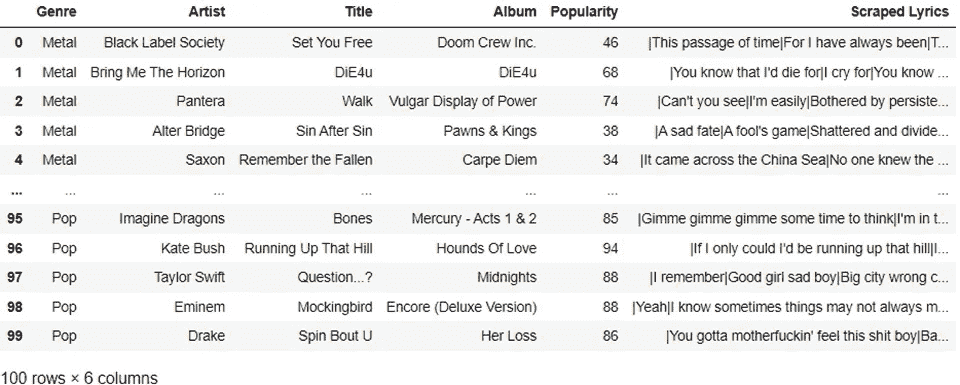 Genre Artist Title Album Popularity Scraped Lyrics
0 Metal Black Label Society Set You Free Doom Crew Inc. 46 |This passage of time|For I have always been|T...
1 Metal Bring Me The Horizon DiE4u DiE4u 68 |You know that I'd die for|I cry for|You know ...
2 Metal Pantera Walk Vulgar Display of Power 74 |Can't you see|I'm easily|Bothered by persiste...
3 Metal Alter Bridge Sin After Sin Pawns & Kings 38 |A sad fate|A fool's game|Shattered and divide...
4 Metal Saxon Remember the Fallen Carpe Diem 34 |It came across the China Sea|No one knew the ...
... ... ... ... ... ... ...
95 Pop Imagine Dragons Bones Mercury - Acts 1 & 2 85 |Gimme gimme gimme some time to think|I'm in t...
96 Pop Kate Bush Running Up That Hill Hounds Of Love 94 |If I only could I'd be running up that hill|I...
97 Pop Taylor Swift Question...? Midnights 88 |I remember|Good girl sad boy|Big city wrong c...
98 Pop Eminem Mockingbird Encore (Deluxe Version) 88 |Yeah|I know sometimes things may not always m...
99 Pop Drake Spin Bout U Her Loss 86 |You gotta motherfuckin' feel this shit boy|Ba...
100 rows × 6 columns